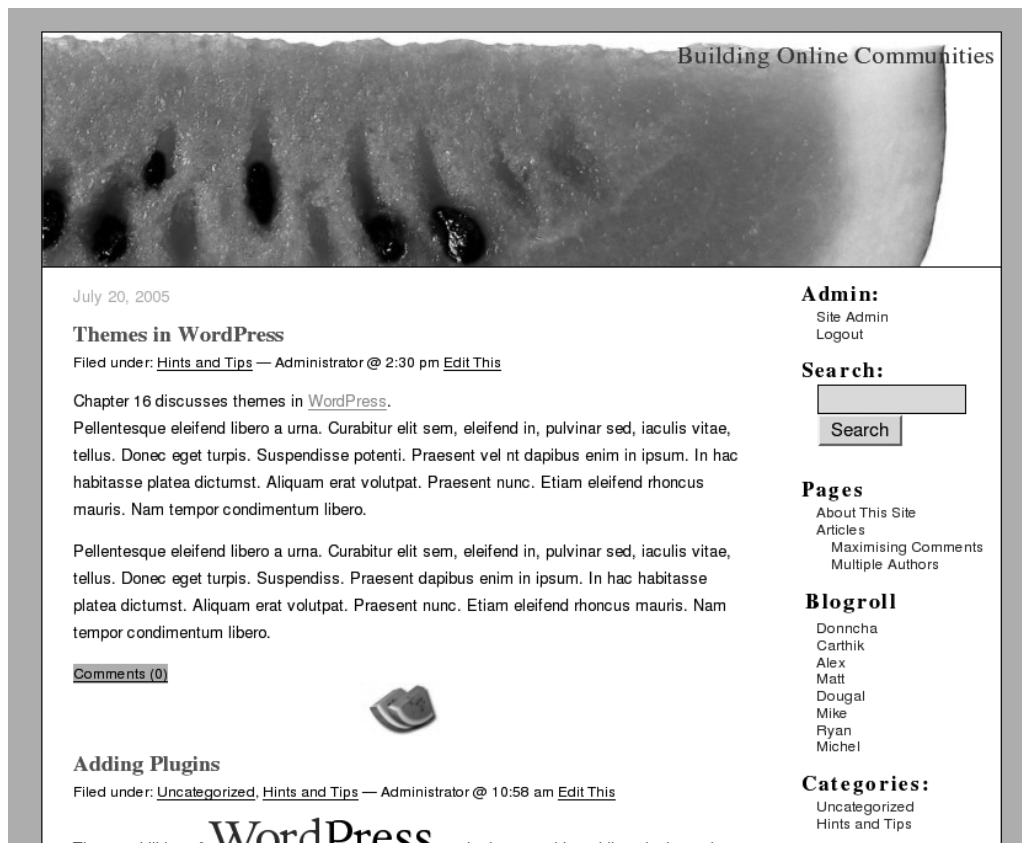 Building Online Communities
July 20, 2005
Themes in WordPress
Filed under: Hints and Tips — Administrator @ 2:30 pm Edit This
Chapter 16 discusses themes in WordPress.
Pellentesque eleifend libero a urna. Curabitur elit sem, eleifend in, pulvinar sed, iaculis vitae,
tellus. Donec eget turpis. Suspendisse potenti. Praesent vel nt dapibus enim in ipsum. In hac
habitasse platea dictumst. Aliquam erat volutpat. Praesent nunc. Etiam eleifend rhoncus
mauris. Nam tempor condimentum libero.
Pellentesque eleifend libero a urna. Curabitur elit sem, eleifend in, pulvinar sed, iaculis vitae,
tellus. Donec eget turpis. Suspendiss. Praesent dapibus enim in ipsum. In hac habitasse
platea dictumst. Aliquam erat volutpat. Praesent nunc. Etiam eleifend rhoncus mauris. Nam
tempor condimentum libero.
Comments (0)
Adding Plugins
Filed under: Uncategorized, Hints and Tips — Administrator @ 10:58 am Edit This
WordPress
Admin:
Site Admin
Logout
Search:
Search
Pages
About This Site
Articles
Maximising Comments
Multiple Authors
Blogroll
Donncha
Carthik
Alex
Matt
Dougal
Mike
Ryan
Michel
Categories:
Uncategorized
Hints and Tips